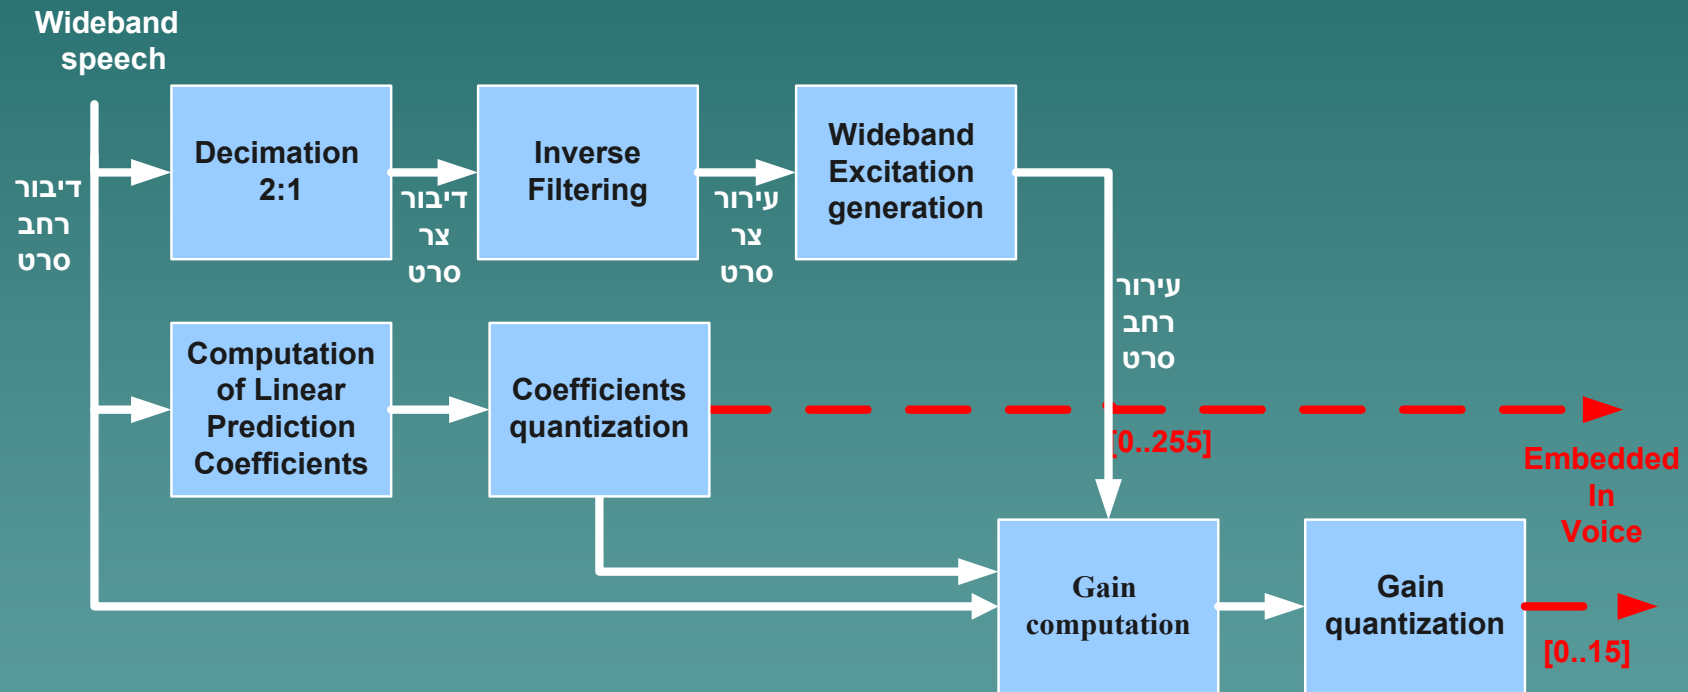 Wideband
speech
Decimation
2:1
Inverse
Filtering
Wideband
Excitation
generation
דיבור
רחב
סרט
דיבור
צר
סרט
עירור
צר
סרט
עירור
רחב
סרט
Computation
of Linear
Prediction
Coefficients
Coefficients
quantization
[0..255]
Embedded
In
Voice
Gain
computation
Gain
quantization
[0..15]